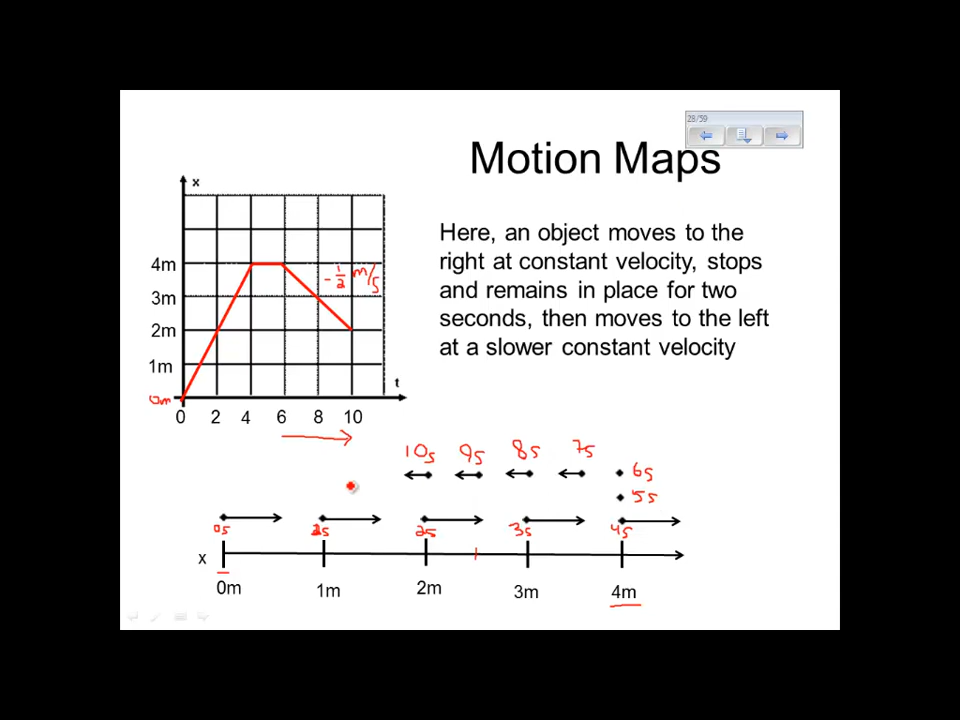 28/59
Motion Maps
x
Here, an object moves to the
right at constant velocity, stops
and remains in place for two
seconds, then moves to the left
at a slower constant velocity
4m
3m
2m
1m
0m
-1/2 m/s
t
0 2 4 6 8 10
10s 9s 8s 7s 6s
5s
0s 1s 2s 3s 4s
x
0m 1m 2m 3m 4m